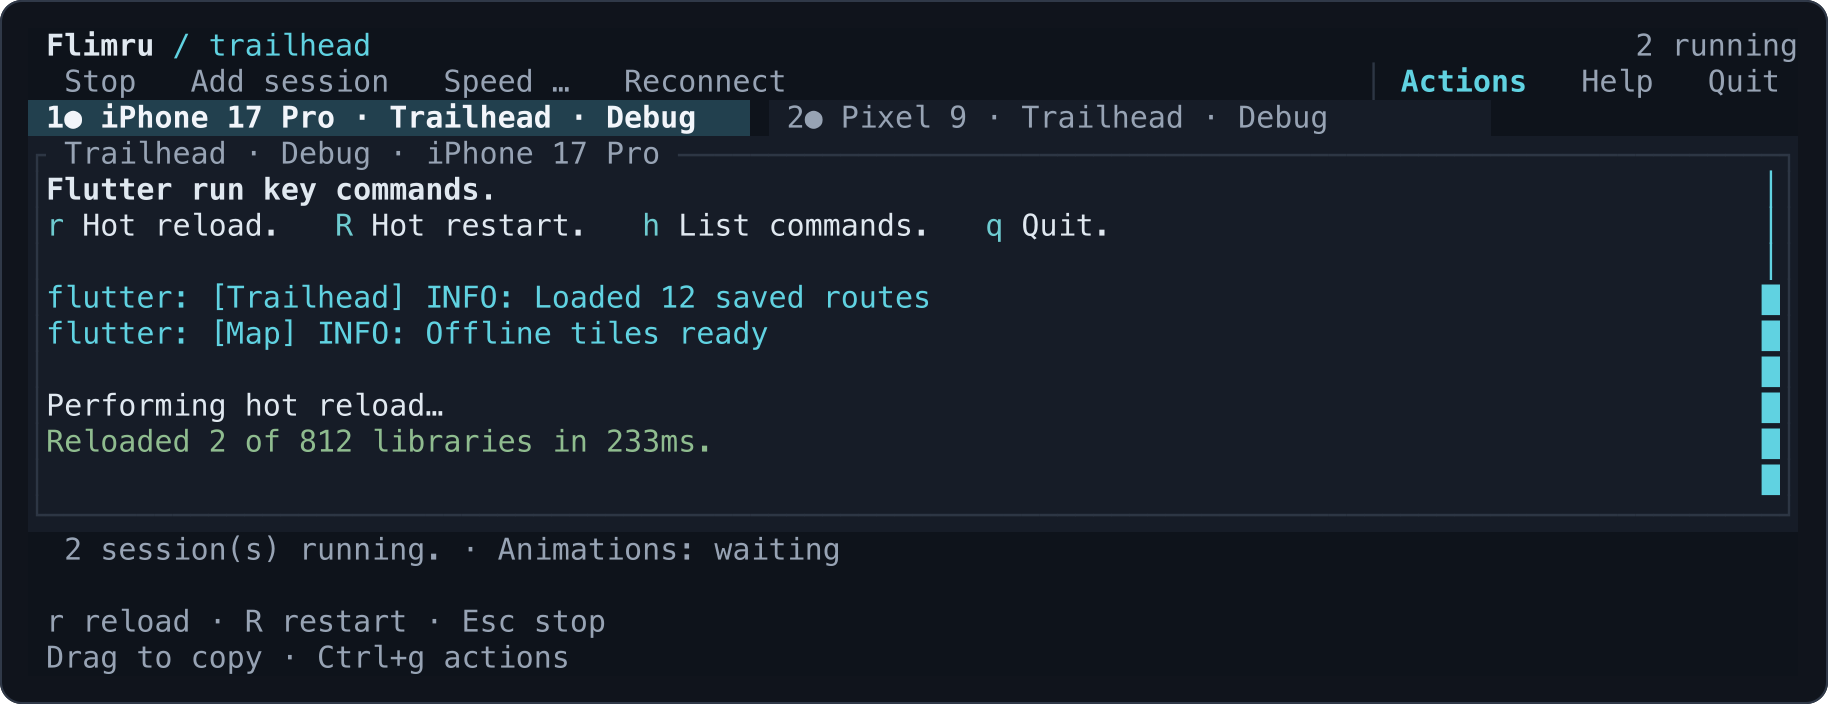 Flimru / trailhead 2 running
Stop Add session Speed … Reconnect Actions Help Quit
1● iPhone 17 Pro · Trailhead · Debug 2● Pixel 9 · Trailhead · Debug
Trailhead · Debug · iPhone 17 Pro
Flutter run key commands.
r Hot reload. R Hot restart. h List commands. q Quit.
flutter: [Trailhead] INFO: Loaded 12 saved routes
flutter: [Map] INFO: Offline tiles ready
Performing hot reload…
Reloaded 2 of 812 libraries in 233ms.
2 session(s) running. · Animations: waiting
r reload · R restart · Esc stop
Drag to copy · Ctrl+g actions